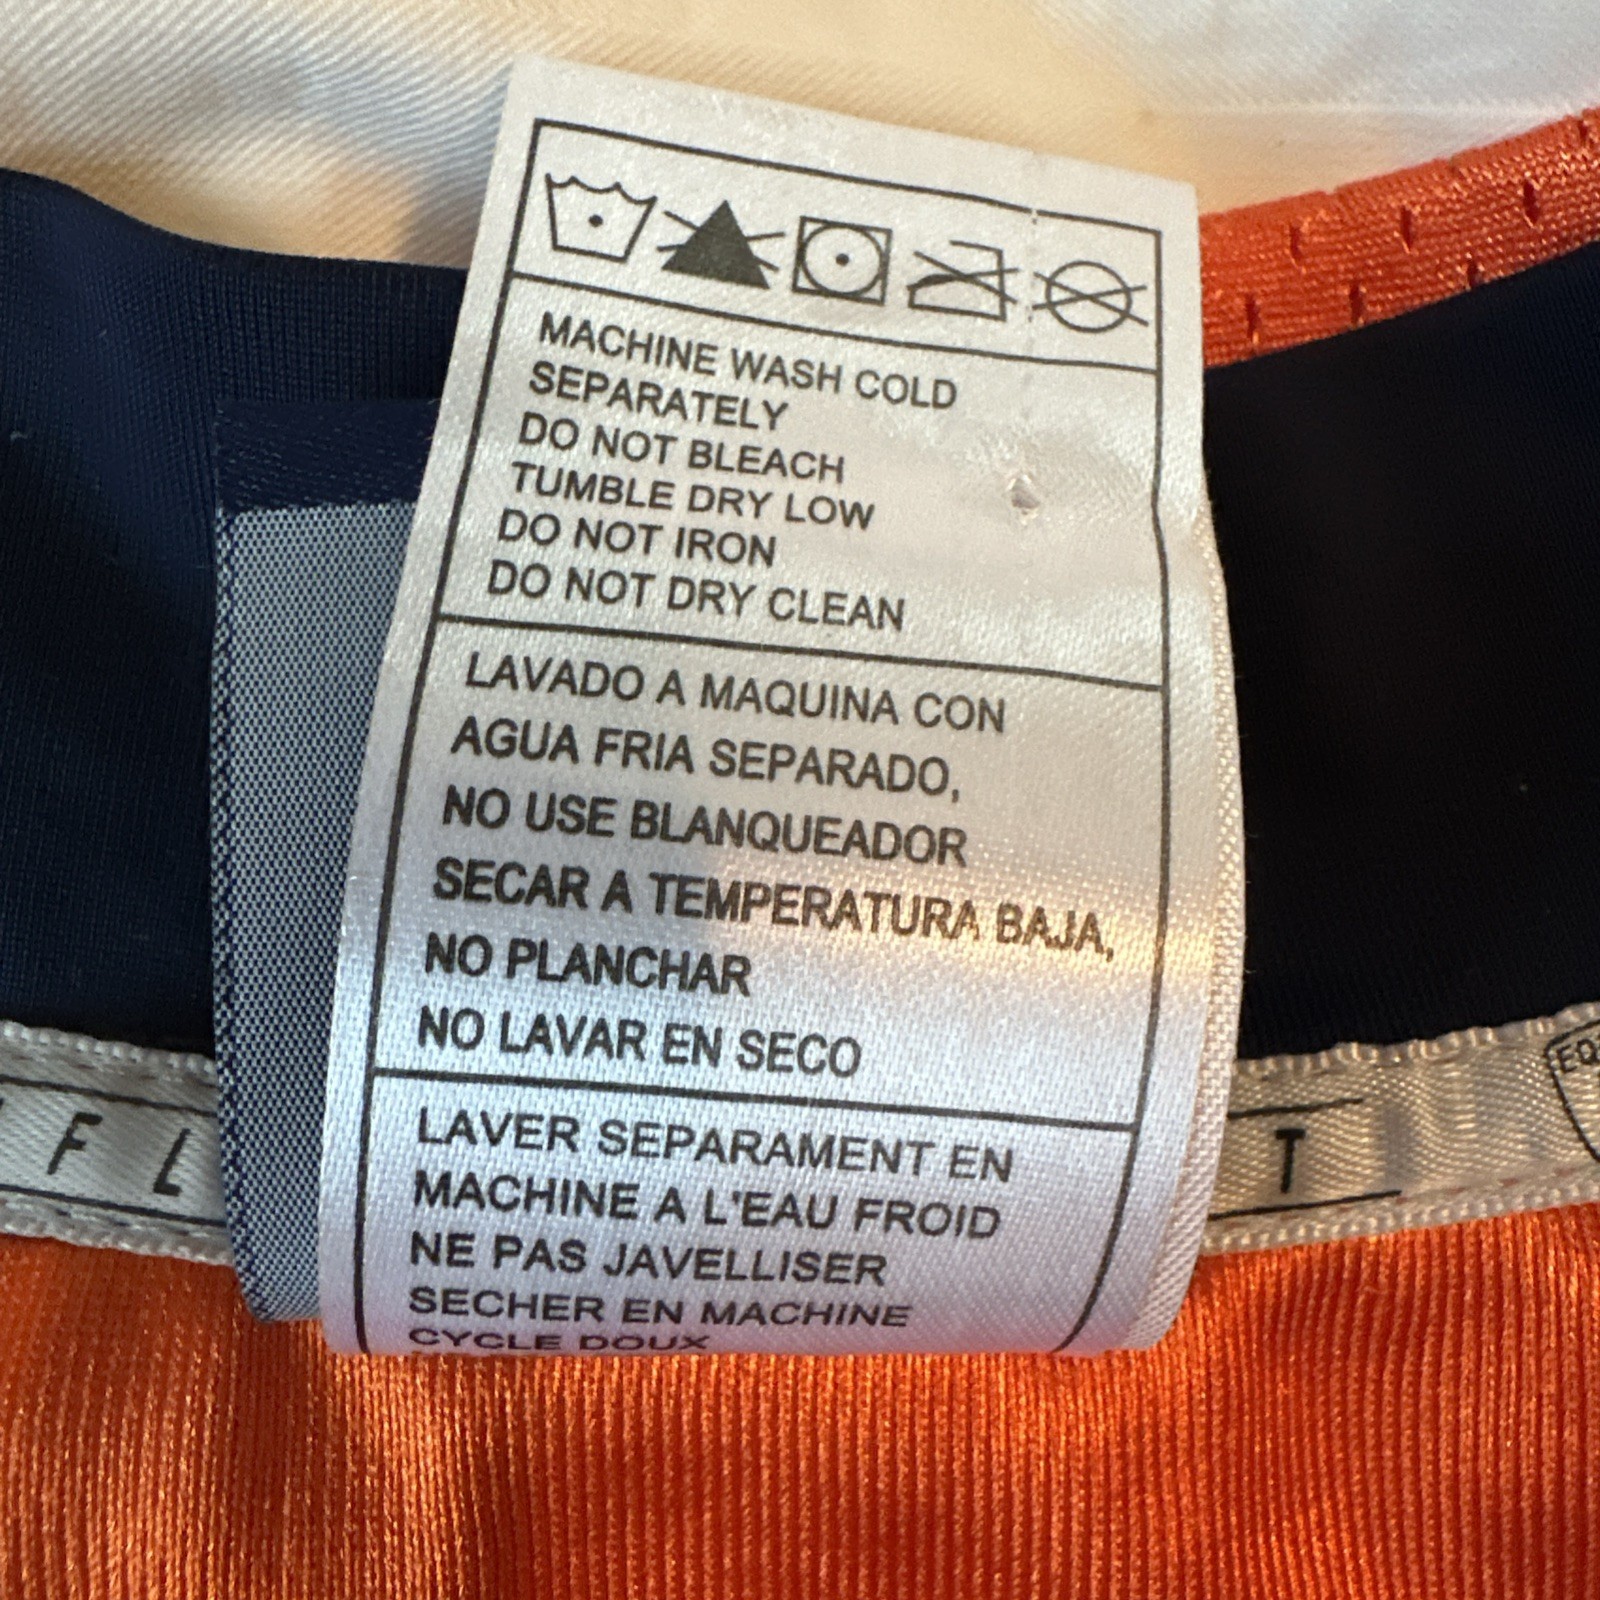 MACHINE WASH COLD
SEPARATELY
DO NOT BLEACH
TUMBLE DRY LOW
DO NOT IRON
DO NOT DRY CLEAN
LAVADO A MAQUINA CON
AGUA FRIA SEPARADO,
NO USE BLANQUEADOR
SECAR A TEMPERATURA BAJA,
NO PLANCHAR
NO LAVAR EN SECO
LAVER SEPARAMENT EN
MACHINE A L'EAU FROID
NE PAS JAVELLISER
SECHER EN MACHINE
CYCLE DOUX
F L
T
EQ